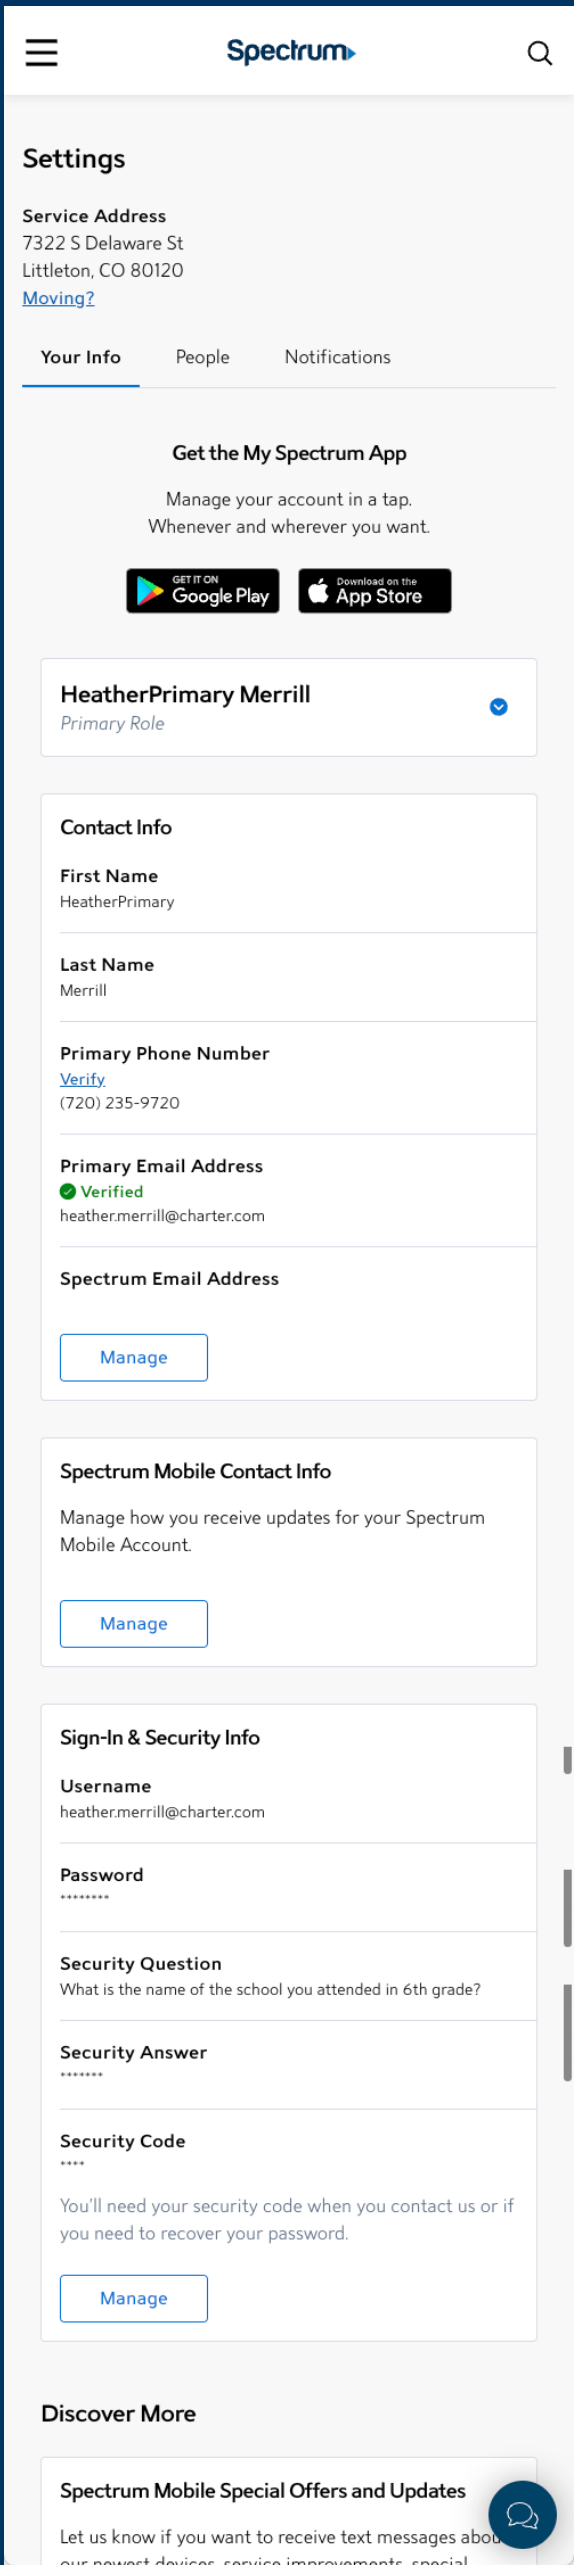 Spectrum
Settings
Service Address
7322 S Delaware St
Littleton, CO 80120
Moving?
Your Info People Notifications
Get the My Spectrum App
Manage your account in a tap.
Whenever and wherever you want.
GET IT ON
Google Play
Download on the
App Store
HeatherPrimary Merrill
Primary Role
Contact Info
First Name
HeatherPrimary
Last Name
Merrill
Primary Phone Number
Verify
(720) 235-9720
Primary Email Address
Verified
heather.merrill@charter.com
Spectrum Email Address
Manage
Spectrum Mobile Contact Info
Manage how you receive updates for your Spectrum
Mobile Account.
Manage
Sign-In & Security Info
Username
heather.merrill@charter.com
Password
********
Security Question
What is the name of the school you attended in 6th grade?
Security Answer
*******
Security Code
****
You'll need your security code when you contact us or if
you need to recover your password.
Manage
Discover More
Spectrum Mobile Special Offers and Updates
Let us know if you want to receive text messages abou
our newest devices, service improvements, special